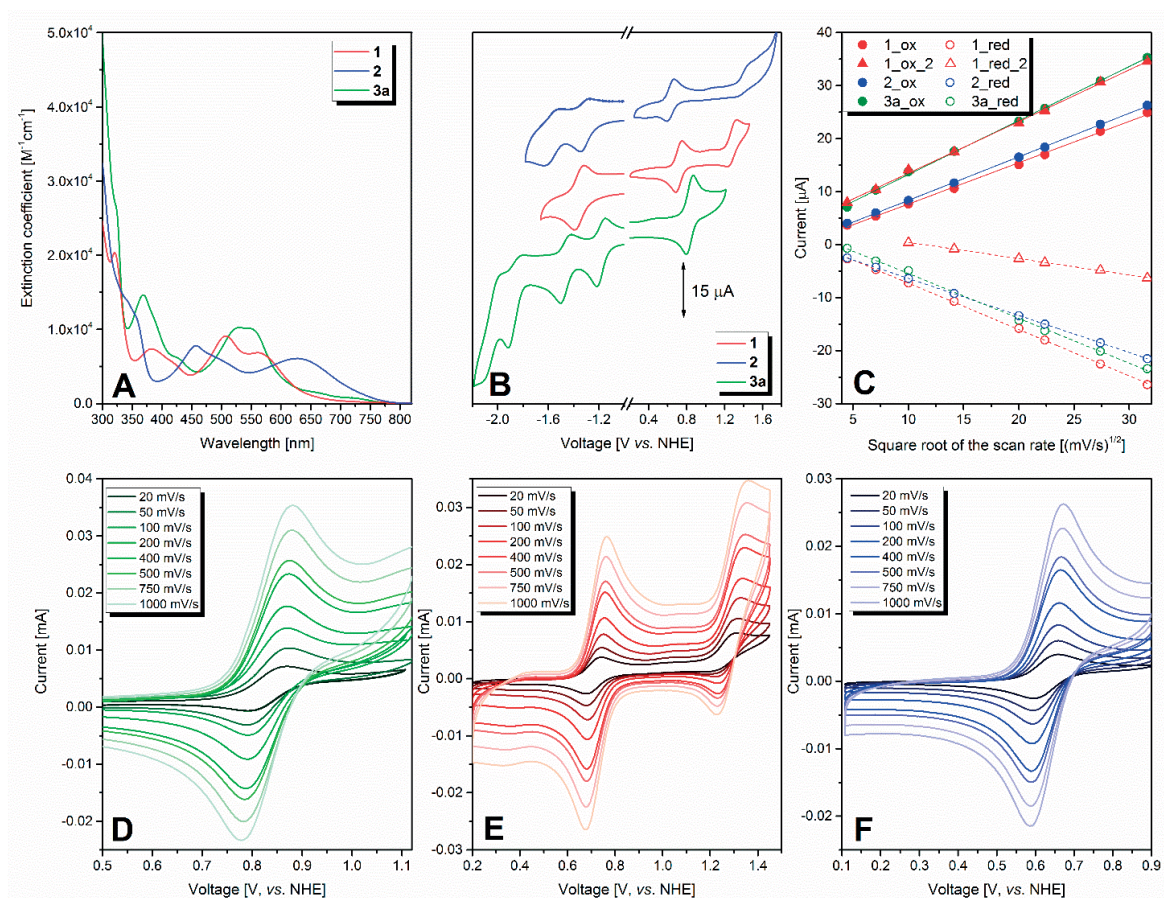 5.0×10⁴
4.0×10⁴
3.0×10⁴
2.0×10⁴
1.0×10⁴
0.0
Extinction coefficient [M⁻¹ cm⁻¹]
1
2
3a
A
300 350 400 450 500 550 600 650 700 750 800
Wavelength [nm]
15 µA
1
2
3a
B
-2.0 -1.6 -1.2 0.4 0.8 1.2 1.6
Voltage [V vs. NHE]
40
30
20
10
0
-10
-20
-30
Current [µA]
1_ox 1_red
1_ox_2 1_red_2
2_ox 2_red
3a_ox 3a_red
C
5 10 15 20 25 30
Square root of the scan rate [(mV/s)¹ᐟ²]
0.04
0.03
0.02
0.01
0.00
-0.01
-0.02
Current [mA]
20 mV/s
50 mV/s
100 mV/s
200 mV/s
400 mV/s
500 mV/s
750 mV/s
1000 mV/s
D
0.5 0.6 0.7 0.8 0.9 1.0 1.1
Voltage [V, vs. NHE]
0.03
0.02
0.01
0.00
-0.01
-0.02
-0.03
Current [mA]
20 mV/s
50 mV/s
100 mV/s
200 mV/s
400 mV/s
500 mV/s
750 mV/s
1000 mV/s
E
0.2 0.4 0.6 0.8 1.0 1.2 1.4
Voltage [V, vs. NHE]
0.03
0.02
0.01
0.00
-0.01
-0.02
Current [mA]
20 mV/s
50 mV/s
100 mV/s
200 mV/s
400 mV/s
500 mV/s
750 mV/s
1000 mV/s
F
0.1 0.2 0.3 0.4 0.5 0.6 0.7 0.8 0.9
Voltage [V, vs. NHE]